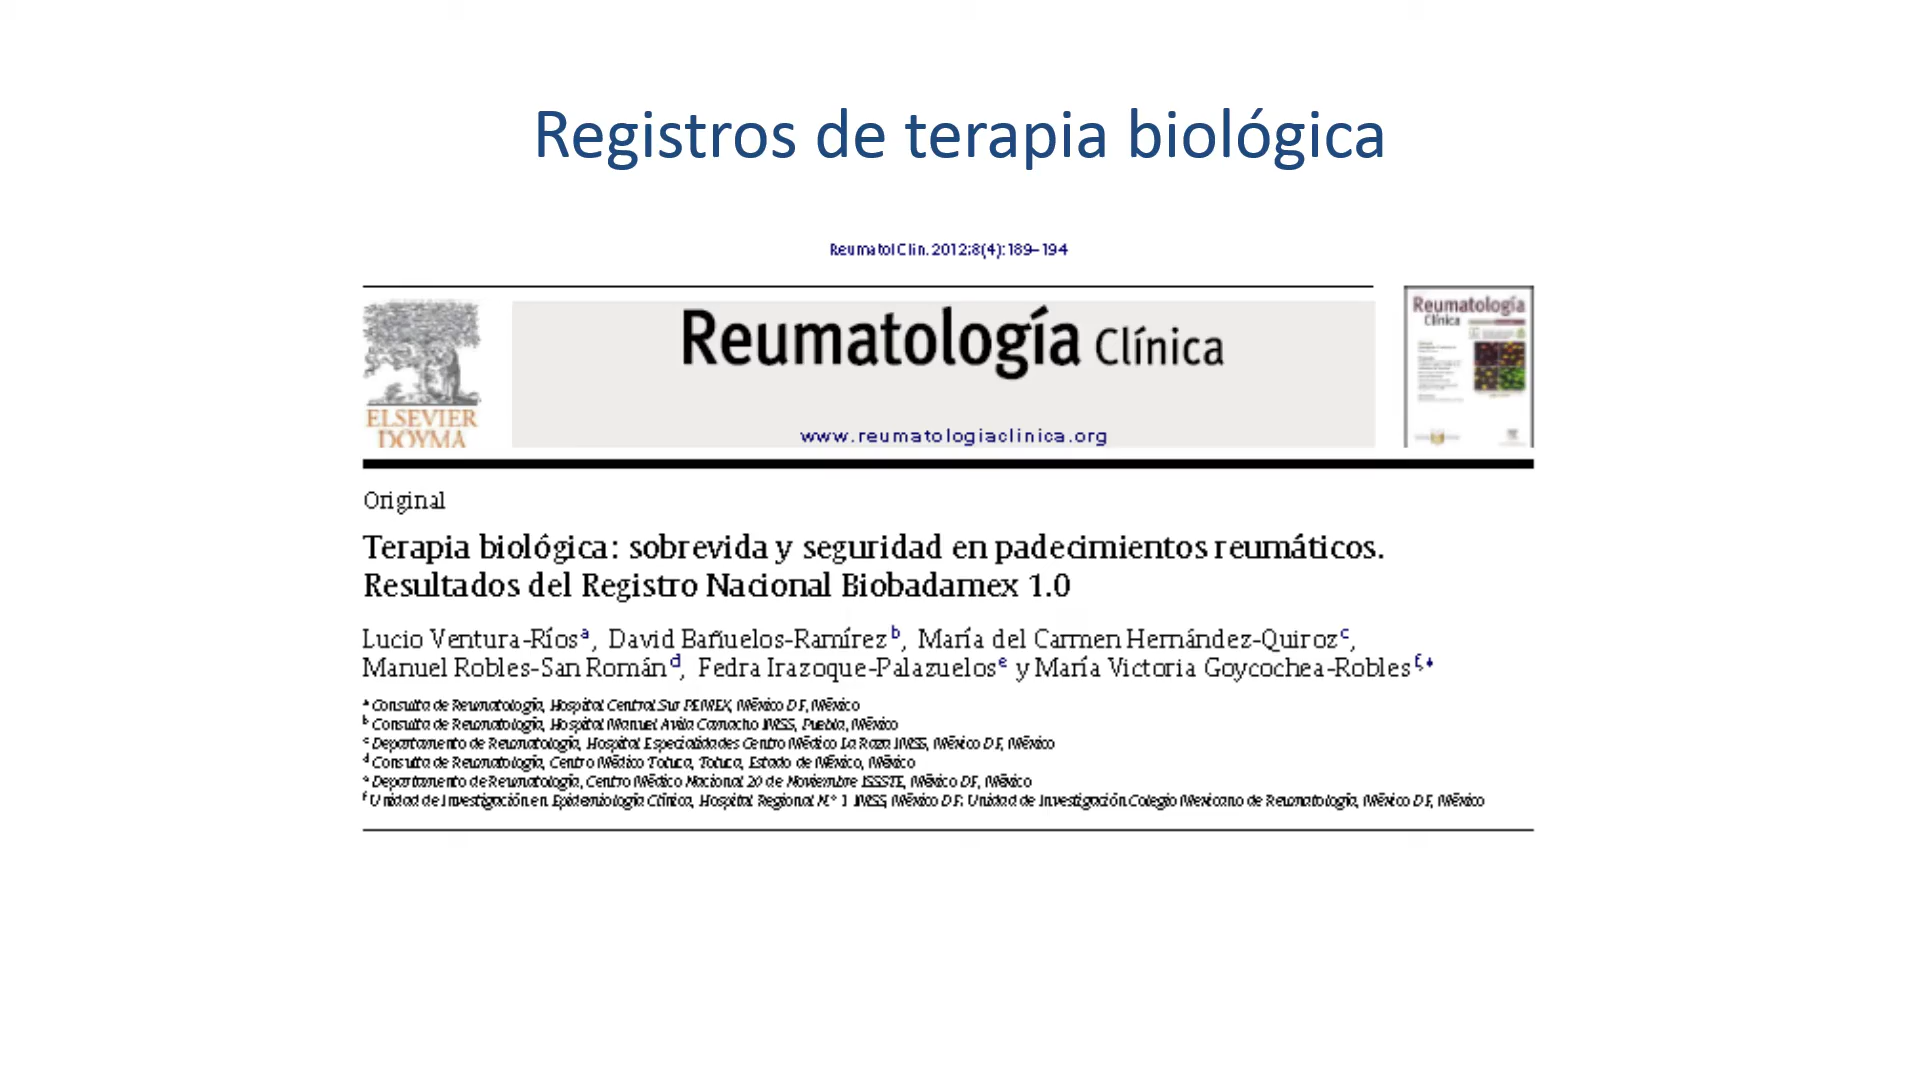 Registros de terapia biológica
Reumatol Clin. 2012;8(4):189–194
ELSEVIER
DOYMA
Reumatología Clínica
www.reumatologiaclinica.org
Reumatología
Clínica
Original
Terapia biológica: sobrevida y seguridad en padecimientos reumáticos.
Resultados del Registro Nacional Biobadamex 1.0
Lucio Ventura-Ríos a, David Bañuelos-Ramírez b, María del Carmen Hernández-Quiroz c,
Manuel Robles-San Román d, Fedra Irazoque-Palazuelos e y María Victoria Goycochea-Robles f,*
a Consulta de Reumatología, Hospital Central Sur PEMEX, México DF, México
b Consulta de Reumatología, Hospital Manuel Avila Camacho IMSS, Puebla, México
c Departamento de Reumatología, Hospital Especialidades Centro Médico La Raza IMSS, México DF, México
d Consulta de Reumatología, Centro Médico Toluca, Toluca, Estado de México, México
e Departamento de Reumatología, Centro Médico Nacional 20 de Noviembre ISSSTE, México DF, México
f Unidad de Investigación en Epidemiología Clínica, Hospital Regional N.° 1 IMSS, México DF; Unidad de Investigación Colegio Mexicano de Reumatología, México DF, México